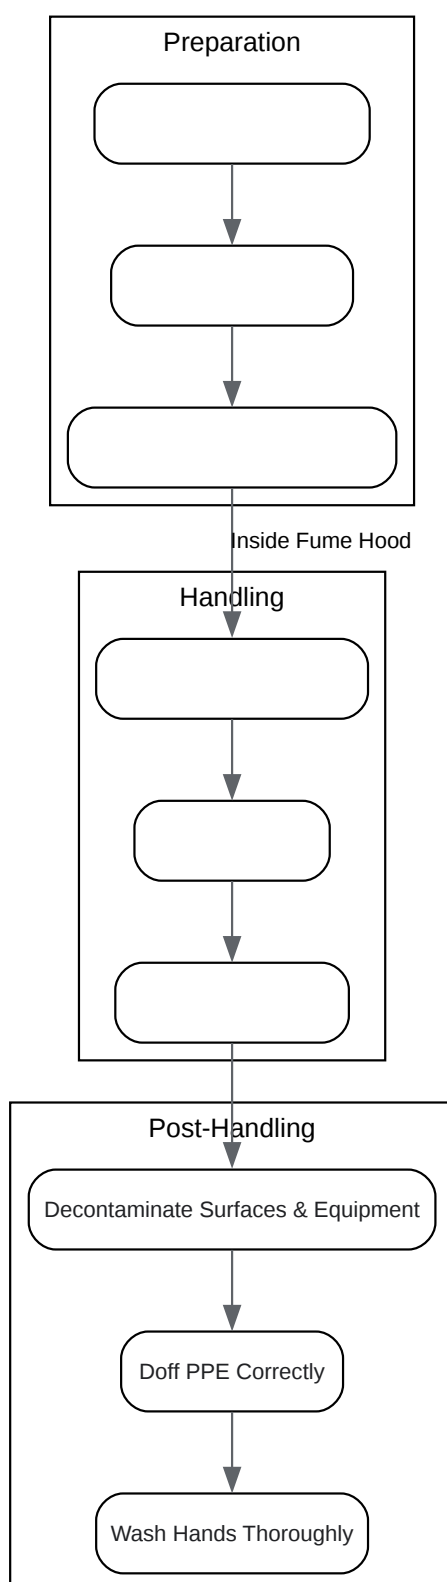 Preparation
Inside Fume Hood
Handling
Post-Handling
Decontaminate Surfaces & Equipment
Doff PPE Correctly
Wash Hands Thoroughly